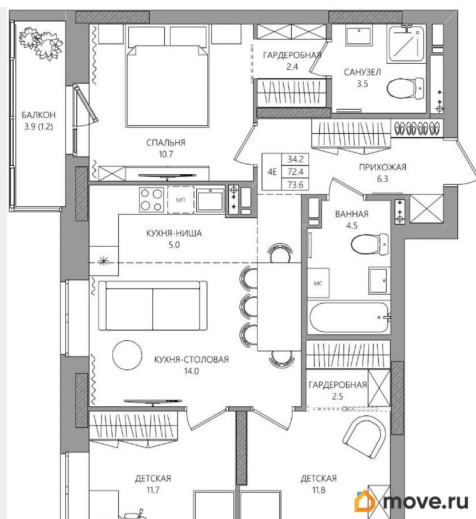 ГАРДЕРОБНАЯ
2.4
САНУЗЕЛ
3.5
БАЛКОН
3.9 (1.2)
СПАЛЬНЯ
10.7
4Е
34.2
72.4
73.6
ПРИХОЖАЯ
6.3
МП
КУХНЯ-НИША
5.0
ВАННАЯ
4.5
МС
КУХНЯ-СТОЛОВАЯ
14.0
ГАРДЕРОБНАЯ
2.5
ДЕТСКАЯ
11.7
ДЕТСКАЯ
11.8
move.ru